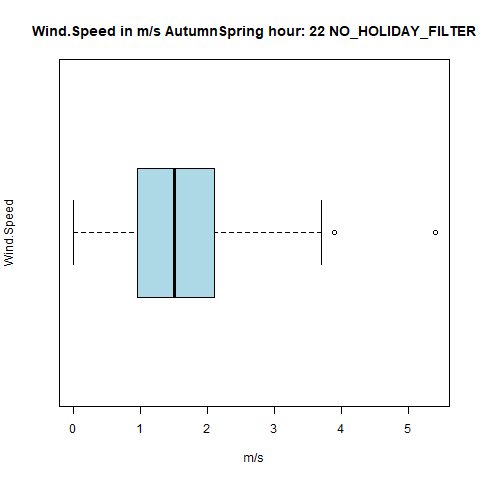 Wind.Speed in m/s AutumnSpring hour: 22 NO_HOLIDAY_FILTER
Wind.Speed
0 1 2 3 4 5
m/s